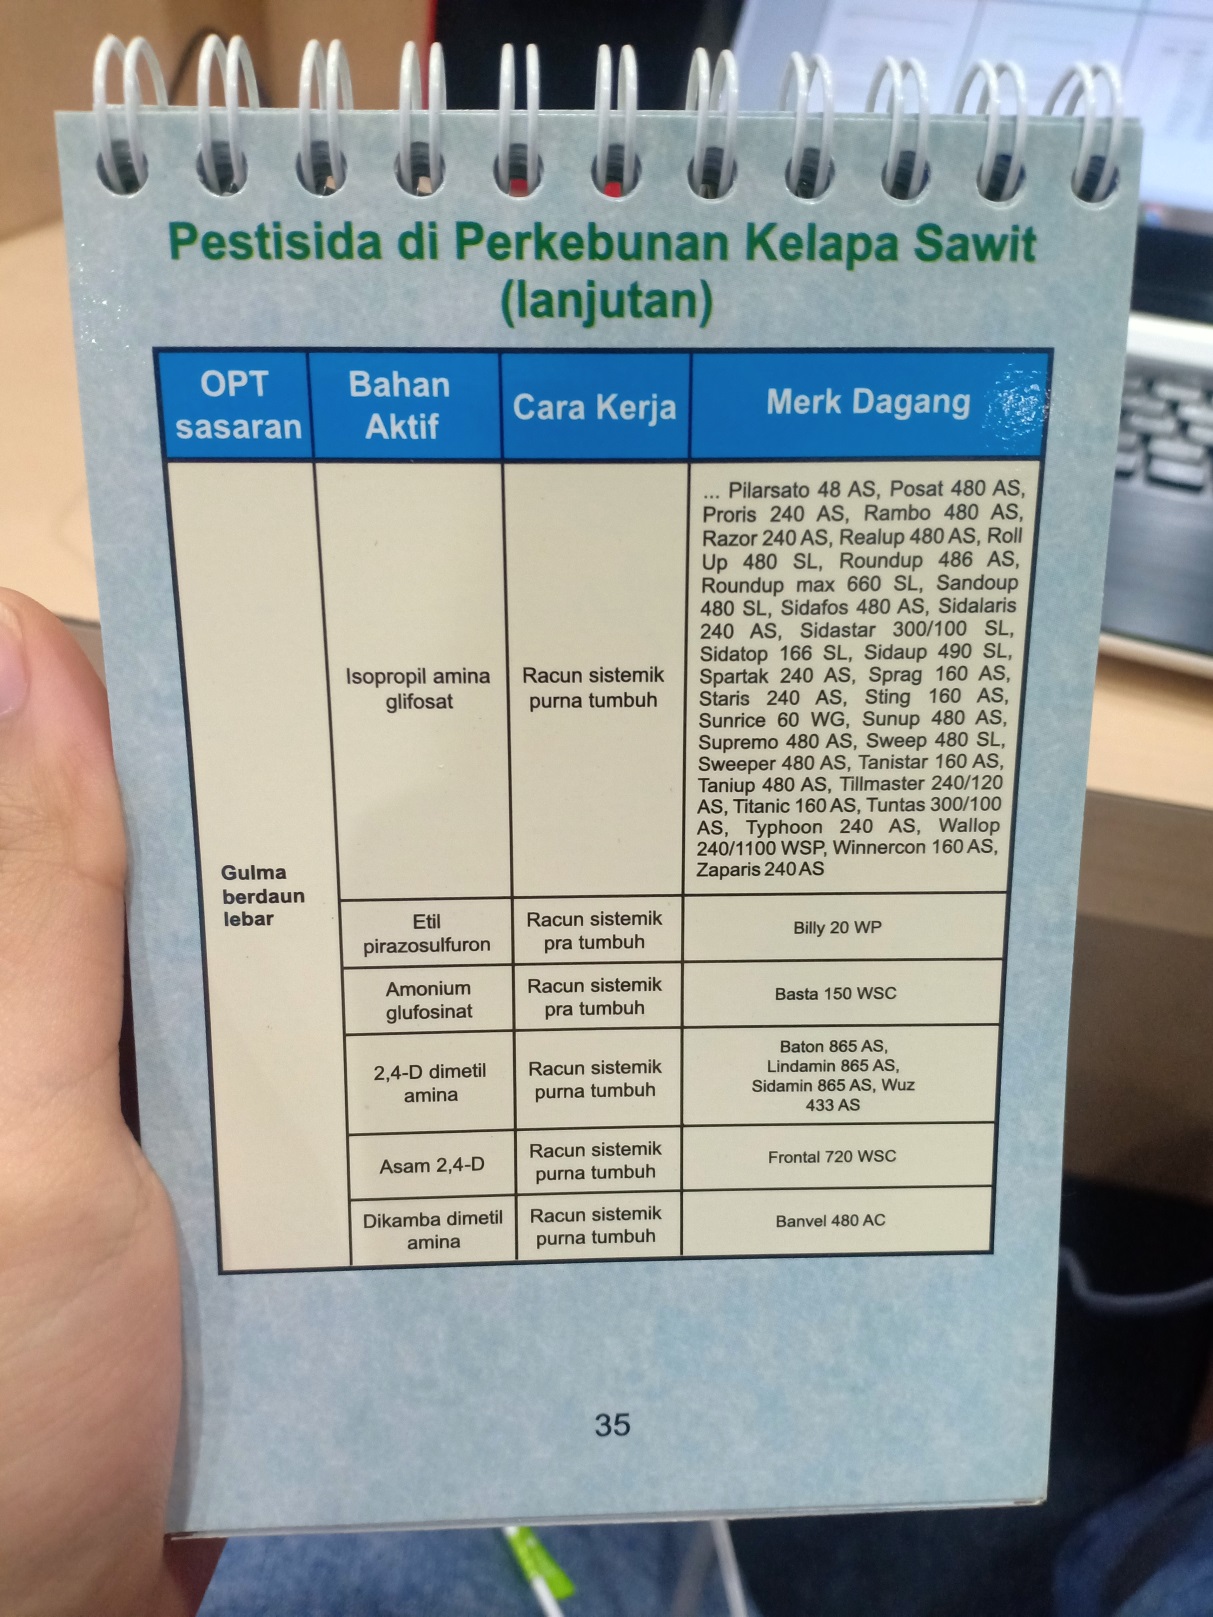 Pestisida di Perkebunan Kelapa Sawit
(lanjutan)
OPT
sasaran
Bahan
Aktif
Cara Kerja
Merk Dagang
Gulma
berdaun
lebar
Isopropil amina
glifosat
Racun sistemik
purna tumbuh
... Pilarsato 48 AS, Posat 480 AS,
Proris 240 AS, Rambo 480 AS,
Razor 240 AS, Realup 480 AS, Roll
Up 480 SL, Roundup 486 AS,
Roundup max 660 SL, Sandoup
480 SL, Sidafos 480 AS, Sidalaris
240 AS, Sidastar 300/100 SL,
Sidatop 166 SL, Sidaup 490 SL,
Spartak 240 AS, Sprag 160 AS,
Staris 240 AS, Sting 160 AS,
Sunrice 60 WG, Sunup 480 AS,
Supremo 480 AS, Sweep 480 SL,
Sweeper 480 AS, Tanistar 160 AS,
Taniup 480 AS, Tillmaster 240/120
AS, Titanic 160 AS, Tuntas 300/100
AS, Typhoon 240 AS, Wallop
240/1100 WSP, Winnercon 160 AS,
Zaparis 240 AS
Etil
pirazosulfuron
Racun sistemik
pra tumbuh
Billy 20 WP
Amonium
glufosinat
Racun sistemik
pra tumbuh
Basta 150 WSC
2,4-D dimetil
amina
Racun sistemik
purna tumbuh
Baton 865 AS,
Lindamin 865 AS,
Sidamin 865 AS, Wuz
433 AS
Asam 2,4-D
Racun sistemik
purna tumbuh
Frontal 720 WSC
Dikamba dimetil
amina
Racun sistemik
purna tumbuh
Banvel 480 AC
35